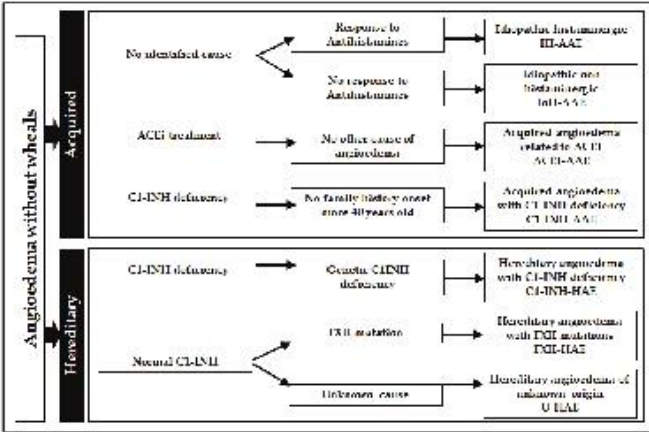 Angioedema without wheals
Acquired
No identified cause
Response to
Antihistamines
Idiopathic histaminergic
IH-AAE
No response to
Antihistamines
Idiopathic non
histaminergic
InH-AAE
ACEi treatment
No other cause of
angioedema
Acquired angioedema
related to ACEI
ACEI-AAE
C1-INH deficiency
No family history onset
more 40 years old
Acquired angioedema
with C1-INH deficiency
C1-INH-AAE
Hereditary
C1-INH deficiency
Genetic C1INH
deficiency
Hereditary angioedema
with C1-INH deficiency
C1-INH-HAE
Normal C1-INH
FXII mutation
Hereditary angioedema
with FXII mutations
FXII-HAE
Unknown cause
Hereditary angioedema of
unknown origin
U-HAE